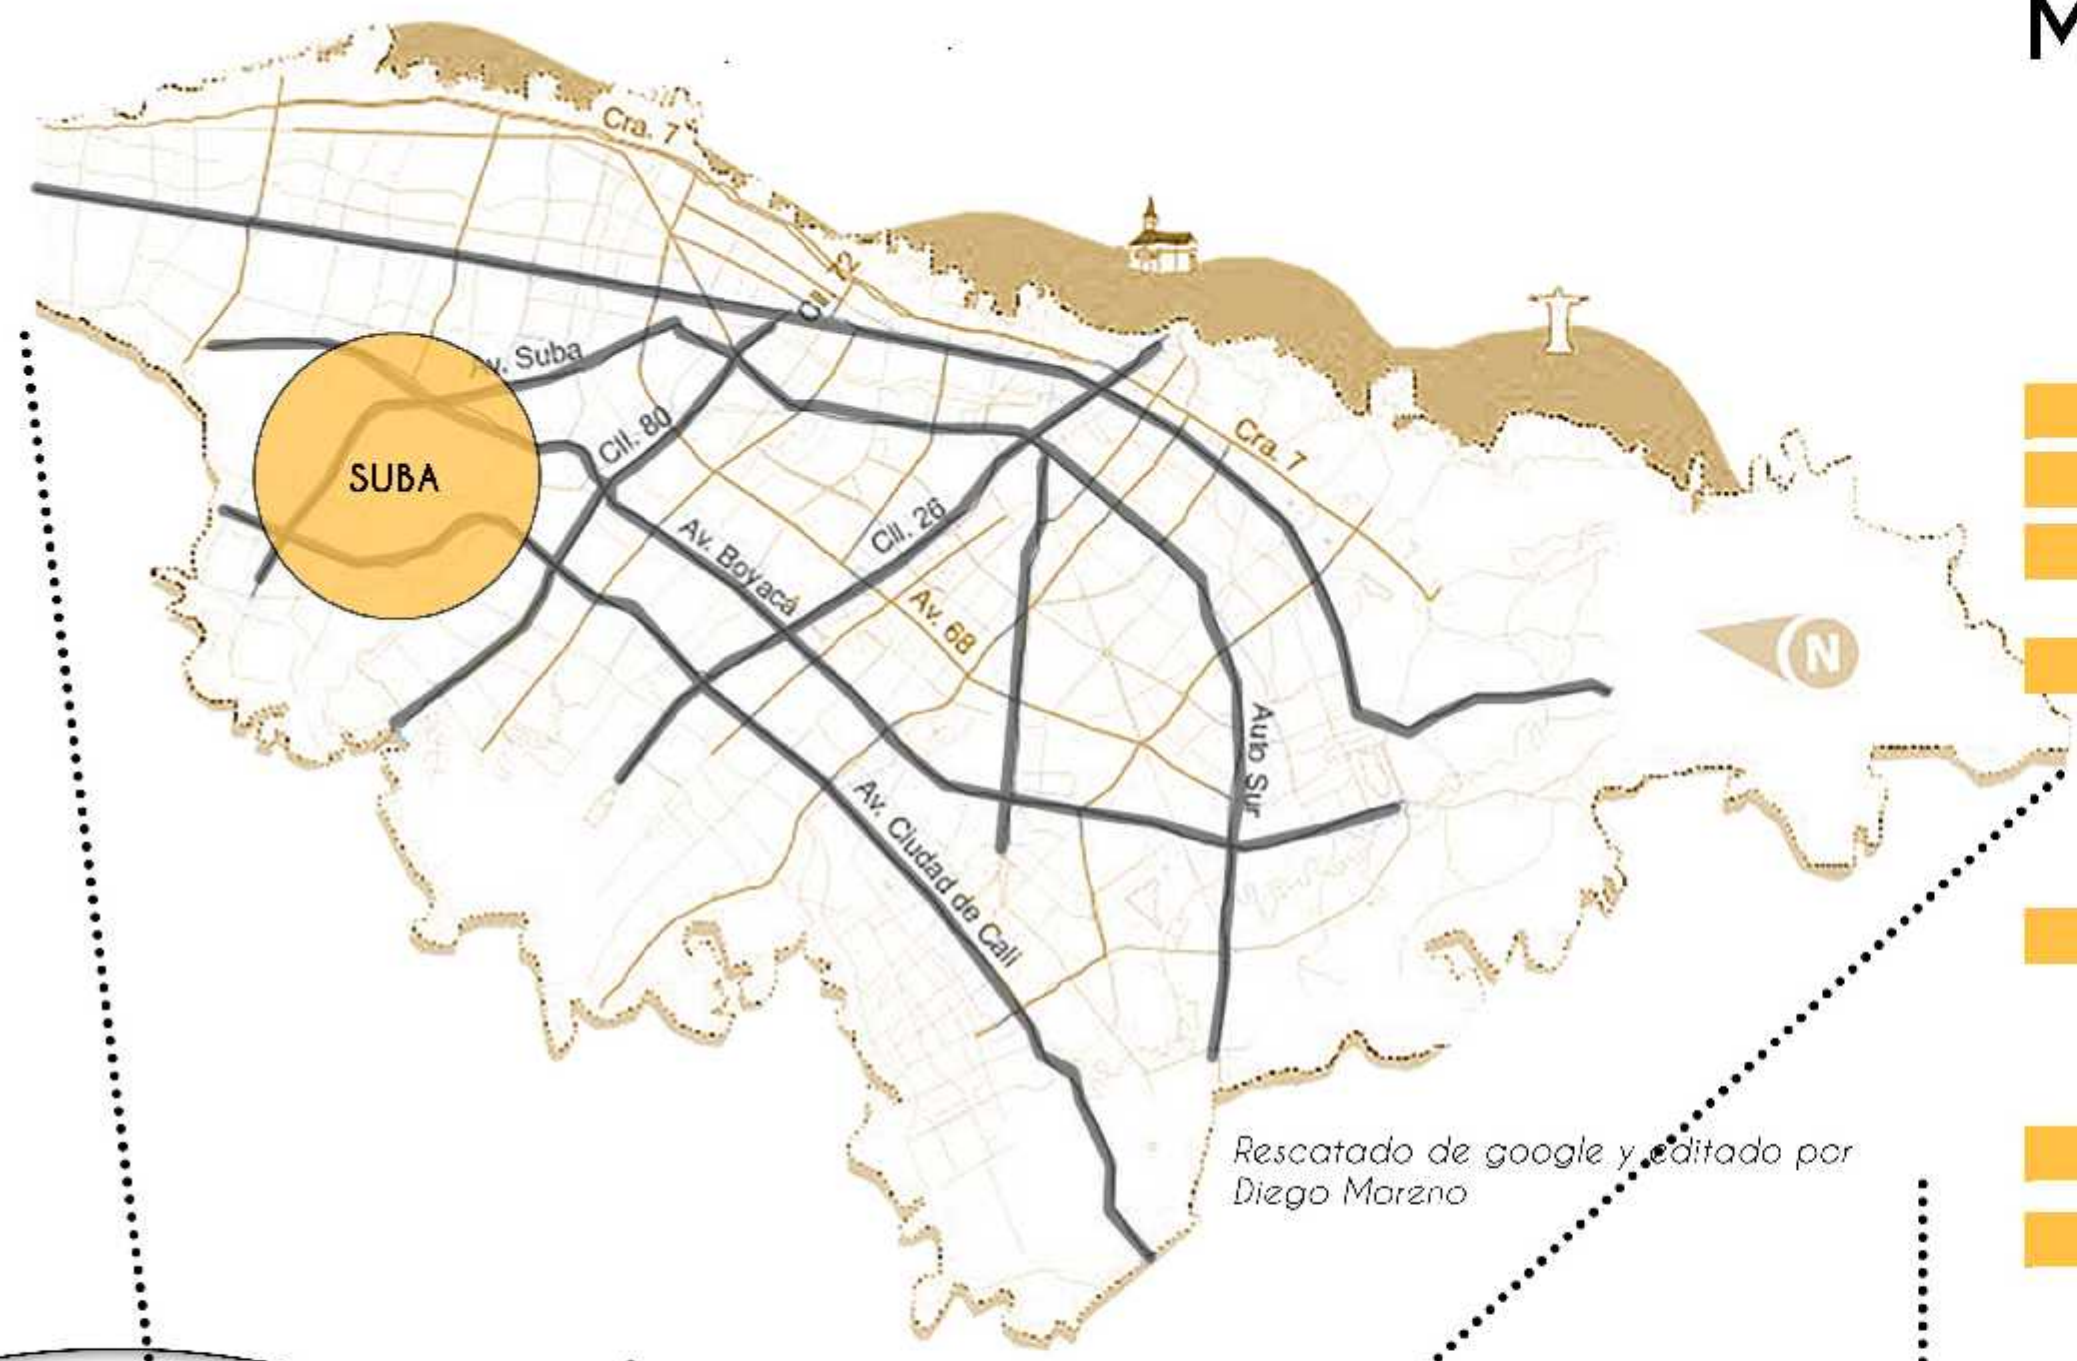 M
Cra. 7
Cll. 72
Av. Suba
SUBA
Cll. 80
Cra. 7
Cll. 26
Av. Boyacá
Av. 68
N
Auto Sur
Av. Ciudad de Cali
Rescatado de google y editado por
Diego Moreno